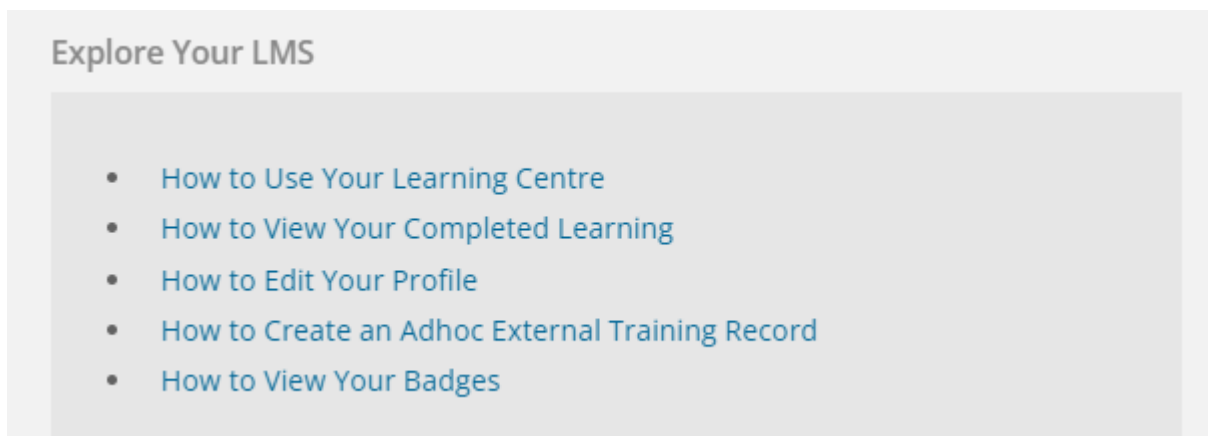 Explore Your LMS
• How to Use Your Learning Centre
• How to View Your Completed Learning
• How to Edit Your Profile
• How to Create an Adhoc External Training Record
• How to View Your Badges